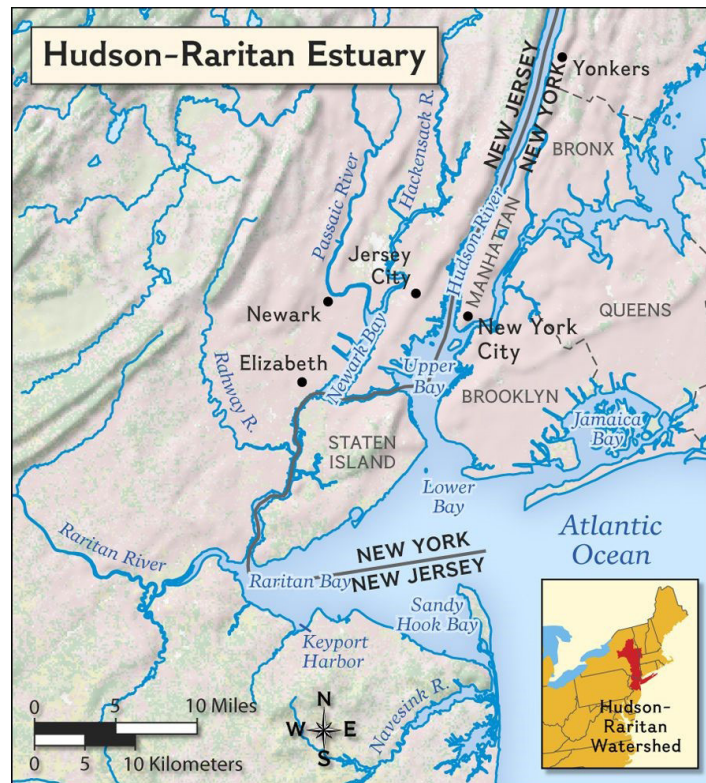 Hudson–Raritan Estuary
Yonkers
NEW JERSEY
NEW YORK
BRONX
Hackensack R.
Passaic River
Hudson River
MANHATTAN
Jersey
City
Newark
New York
City
QUEENS
Elizabeth
Newark Bay
Upper
Bay
BROOKLYN
Rahway R.
Jamaica
Bay
STATEN
ISLAND
Lower
Bay
Raritan River
Atlantic
Ocean
NEW YORK
NEW JERSEY
Raritan Bay
Sandy
Hook Bay
Keyport
Harbor
Navesink R.
0 5 10 Miles
0 5 10 Kilometers
N
W E
S
Hudson–
Raritan
Watershed